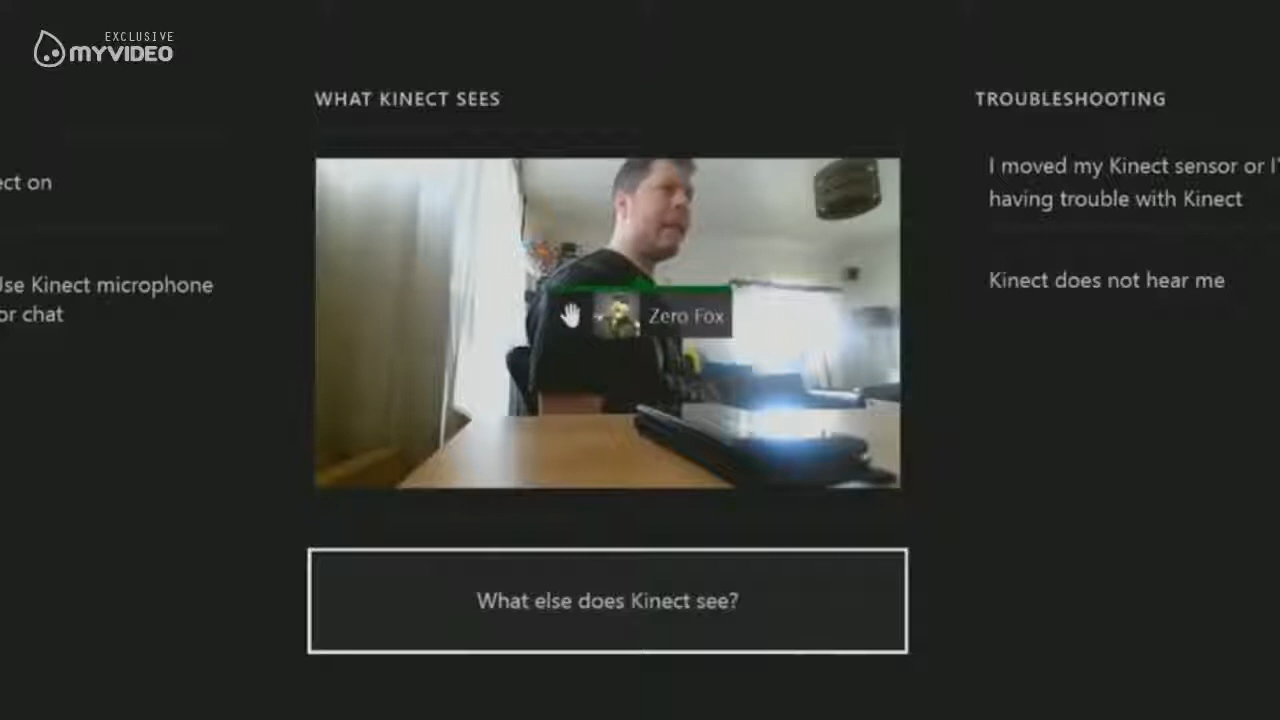 EXCLUSIVE
MYVIDEO
WHAT KINECT SEES
TROUBLESHOOTING
ect on
Use Kinect microphone
or chat
Zero Fox
I moved my Kinect sensor or I'
having trouble with Kinect
Kinect does not hear me
What else does Kinect see?